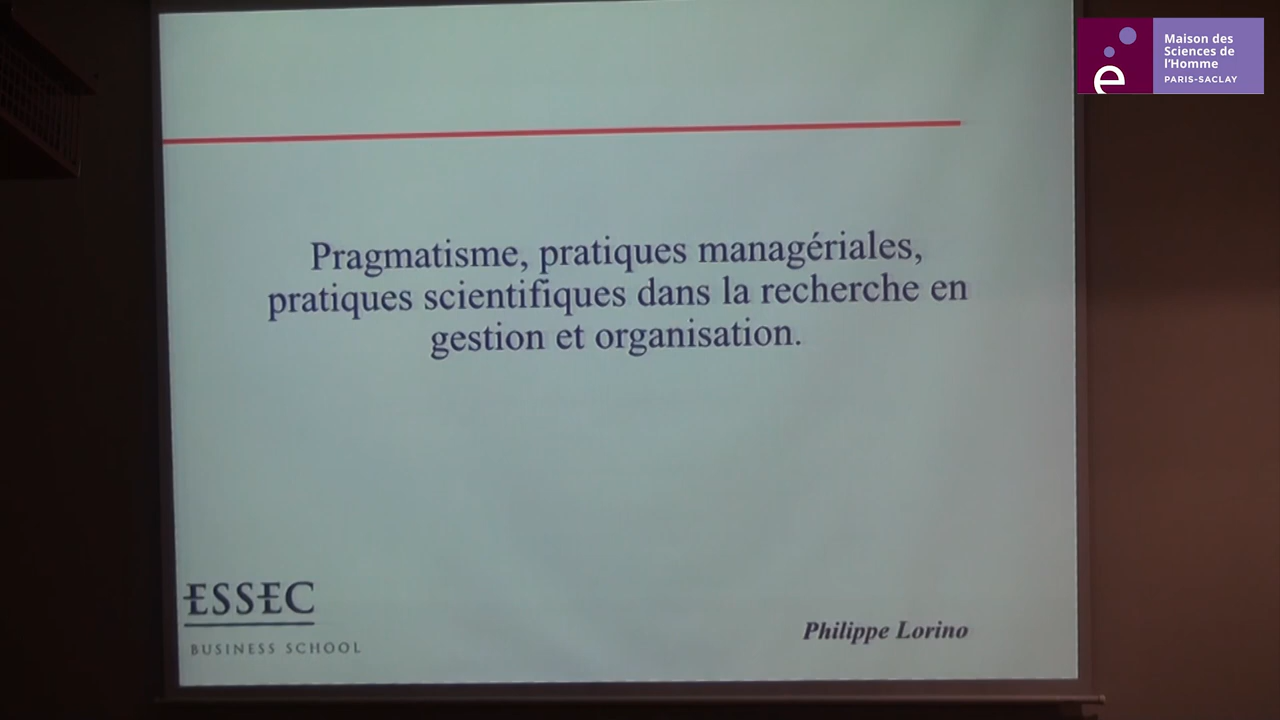 Maison des
Sciences de
l'Homme
PARIS-SACLAY
Pragmatisme, pratiques managériales,
pratiques scientifiques dans la recherche en
gestion et organisation.
ESSEC
BUSINESS SCHOOL
Philippe Lorino